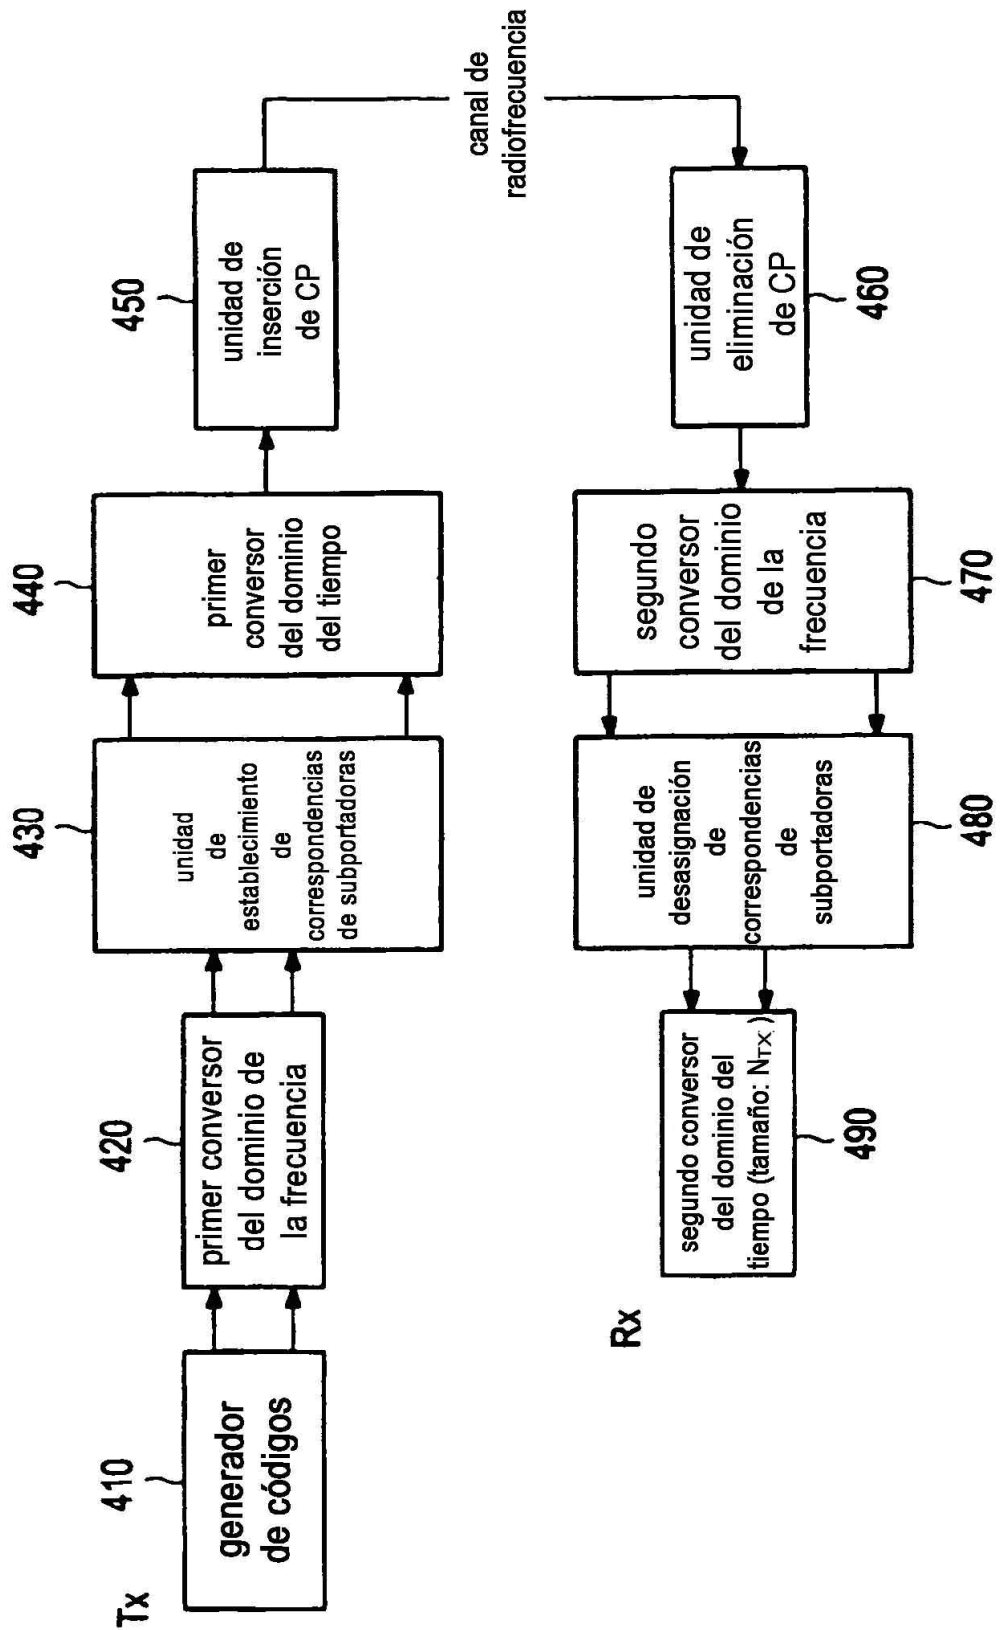 Tx
410
generador
de códigos
420
primer conversor
del dominio de
la frecuencia
430
unidad
de
establecimiento
de
correspondencias
de subportadoras
440
primer
conversor
del dominio
del tiempo
450
unidad de
inserción
de CP
canal de
radiofrecuencia
Rx
segundo conversor
del dominio del
tiempo (tamaño: NTX)
490
unidad de
desasignación
de
correspondencias
de
subportadoras
480
segundo
conversor
del dominio
de la
frecuencia
470
unidad de
eliminación
de CP
460